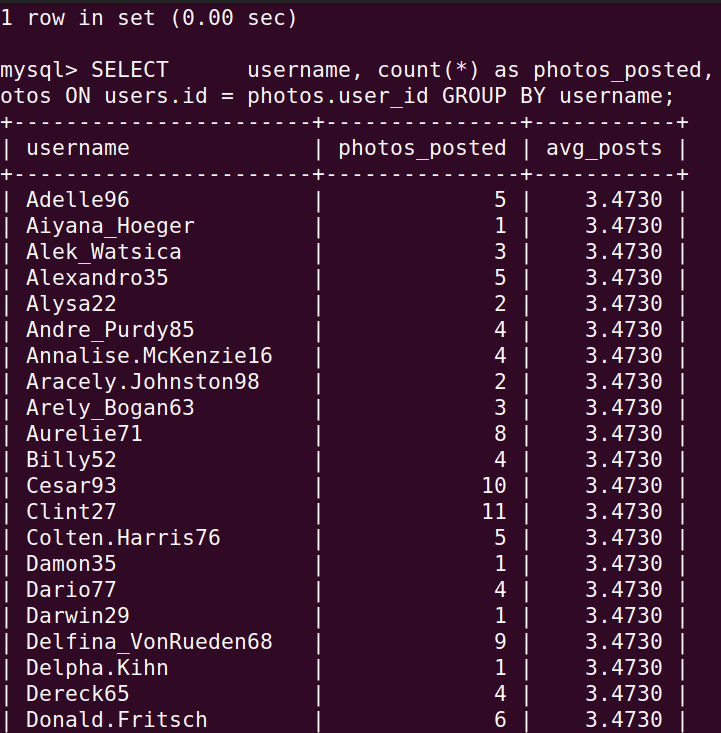 1 row in set (0.00 sec)
mysql> SELECT      username, count(*) as photos_posted,
otos ON users.id = photos.user_id GROUP BY username;
+-----------------------+---------------+-----------+
| username              | photos_posted | avg_posts |
+-----------------------+---------------+-----------+
| Adelle96              |             5 |    3.4730 |
| Aiyana_Hoeger         |             1 |    3.4730 |
| Alek_Watsica          |             3 |    3.4730 |
| Alexandro35           |             5 |    3.4730 |
| Alysa22               |             2 |    3.4730 |
| Andre_Purdy85         |             4 |    3.4730 |
| Annalise.McKenzie16   |             4 |    3.4730 |
| Aracely.Johnston98    |             2 |    3.4730 |
| Arely_Bogan63         |             3 |    3.4730 |
| Aurelie71             |             8 |    3.4730 |
| Billy52               |             4 |    3.4730 |
| Cesar93               |            10 |    3.4730 |
| Clint27               |            11 |    3.4730 |
| Colten.Harris76       |             5 |    3.4730 |
| Damon35               |             1 |    3.4730 |
| Dario77               |             4 |    3.4730 |
| Darwin29              |             1 |    3.4730 |
| Delfina_VonRueden68   |             9 |    3.4730 |
| Delpha.Kihn           |             1 |    3.4730 |
| Dereck65              |             4 |    3.4730 |
| Donald.Fritsch        |             6 |    3.4730 |